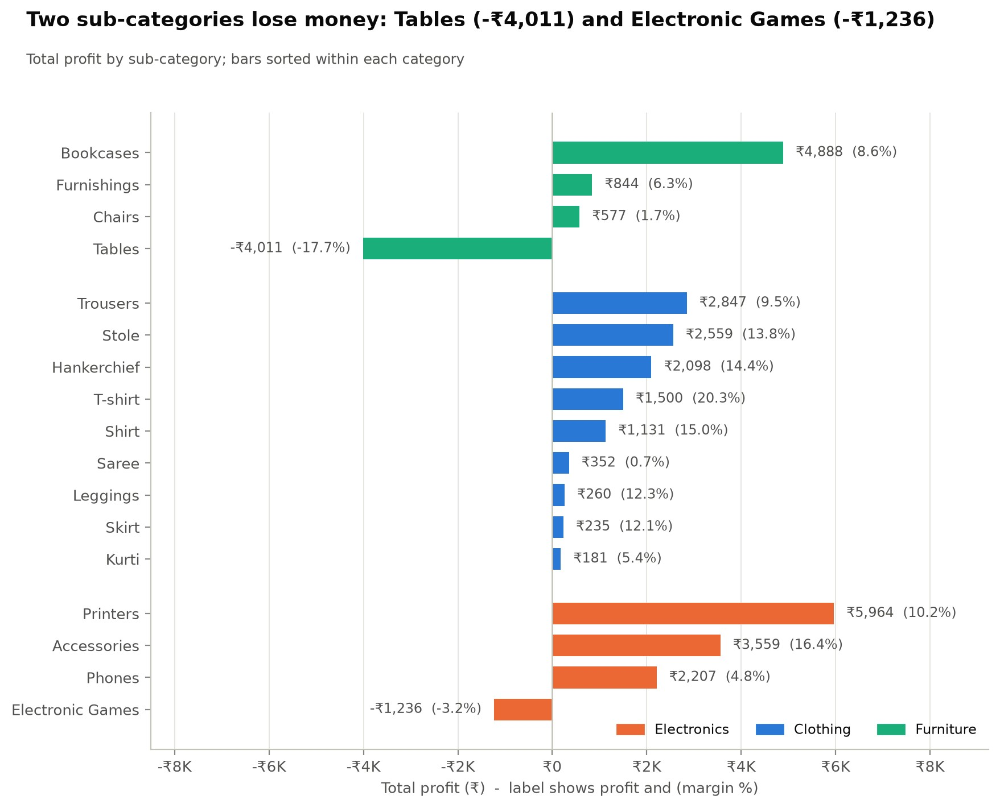 Two sub-categories lose money: Tables (-₹4,011) and Electronic Games (-₹1,236)
Total profit by sub-category; bars sorted within each category
Bookcases ₹4,888 (8.6%)
Furnishings ₹844 (6.3%)
Chairs ₹577 (1.7%)
Tables -₹4,011 (-17.7%)
Trousers ₹2,847 (9.5%)
Stole ₹2,559 (13.8%)
Hankerchief ₹2,098 (14.4%)
T-shirt ₹1,500 (20.3%)
Shirt ₹1,131 (15.0%)
Saree ₹352 (0.7%)
Leggings ₹260 (12.3%)
Skirt ₹235 (12.1%)
Kurti ₹181 (5.4%)
Printers ₹5,964 (10.2%)
Accessories ₹3,559 (16.4%)
Phones ₹2,207 (4.8%)
Electronic Games -₹1,236 (-3.2%)
Electronics Clothing Furniture
-₹8K -₹6K -₹4K -₹2K ₹0 ₹2K ₹4K ₹6K ₹8K
Total profit (₹) - label shows profit and (margin %)